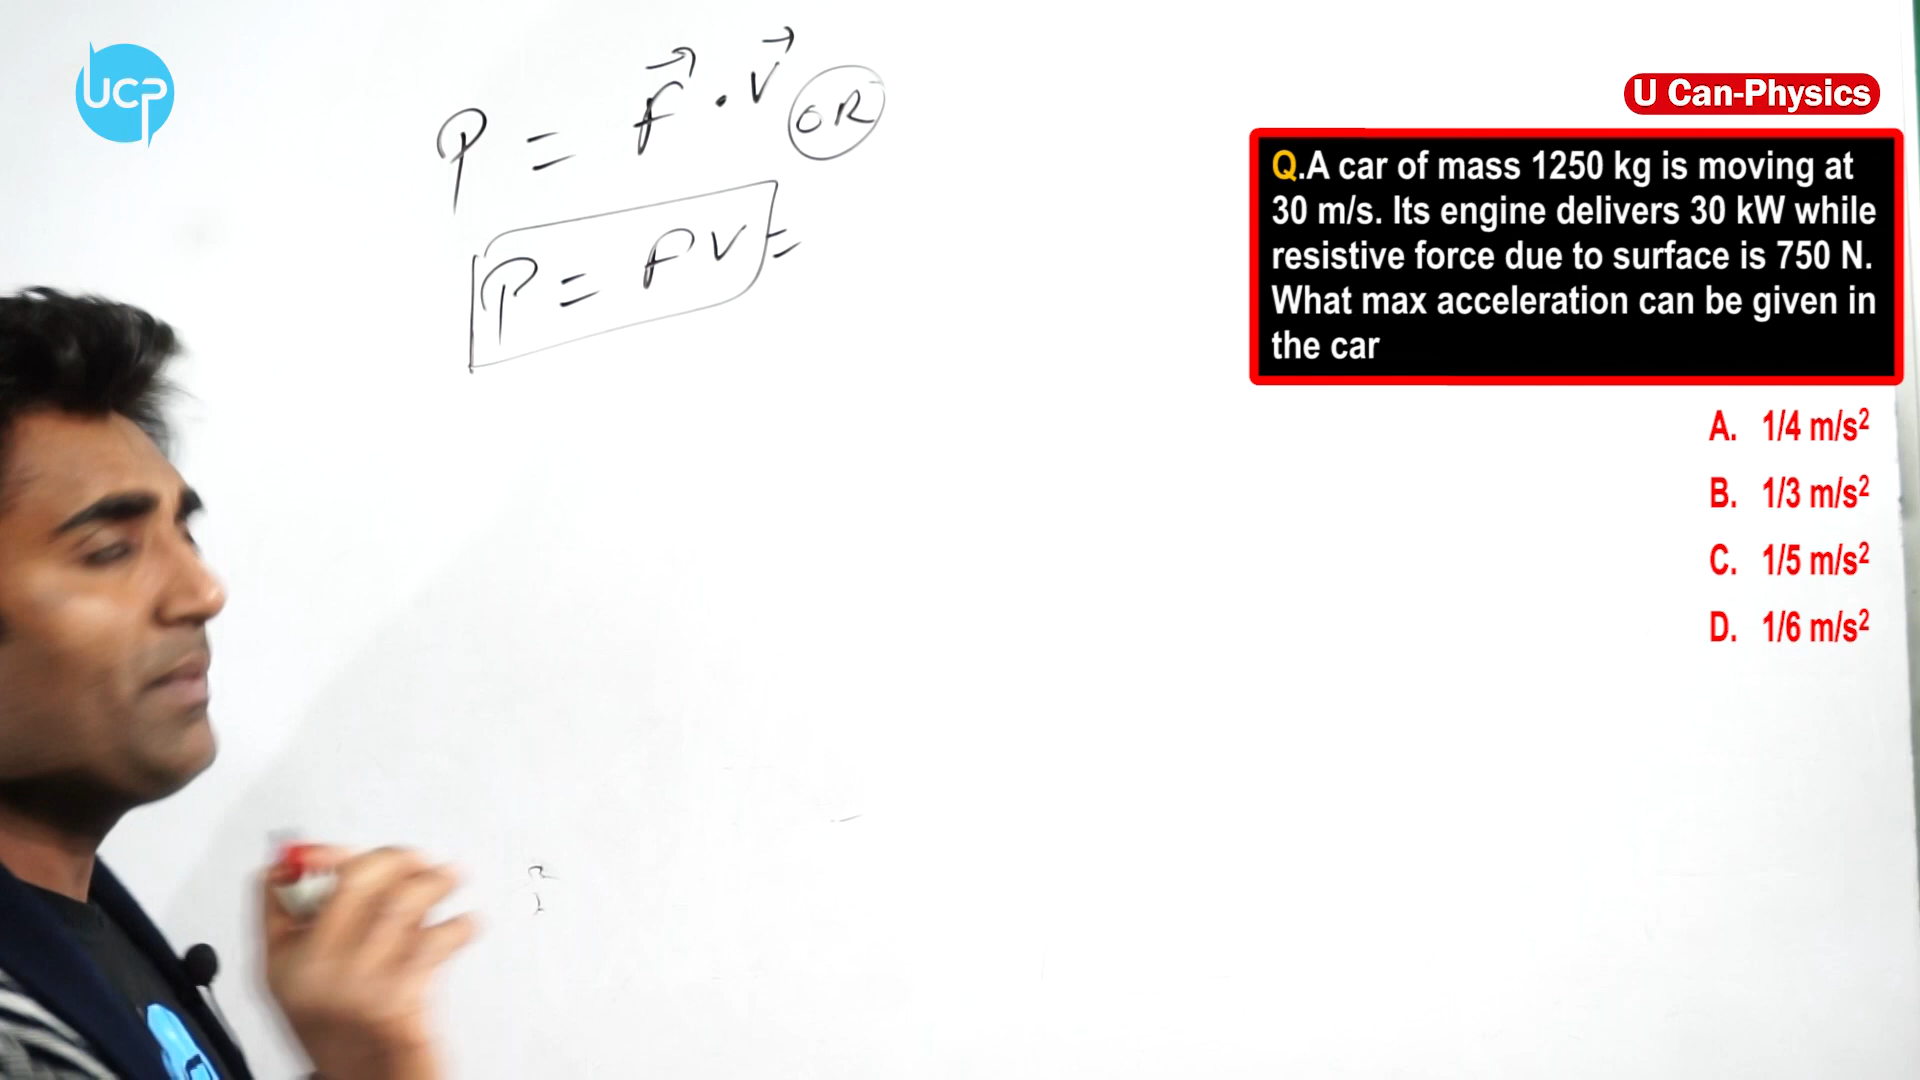 UCP
P = F . V OR
P = FV =
U Can-Physics
Q.A car of mass 1250 kg is moving at
30 m/s. Its engine delivers 30 kW while
resistive force due to surface is 750 N.
What max acceleration can be given in
the car
A. 1/4 m/s²
B. 1/3 m/s²
C. 1/5 m/s²
D. 1/6 m/s²